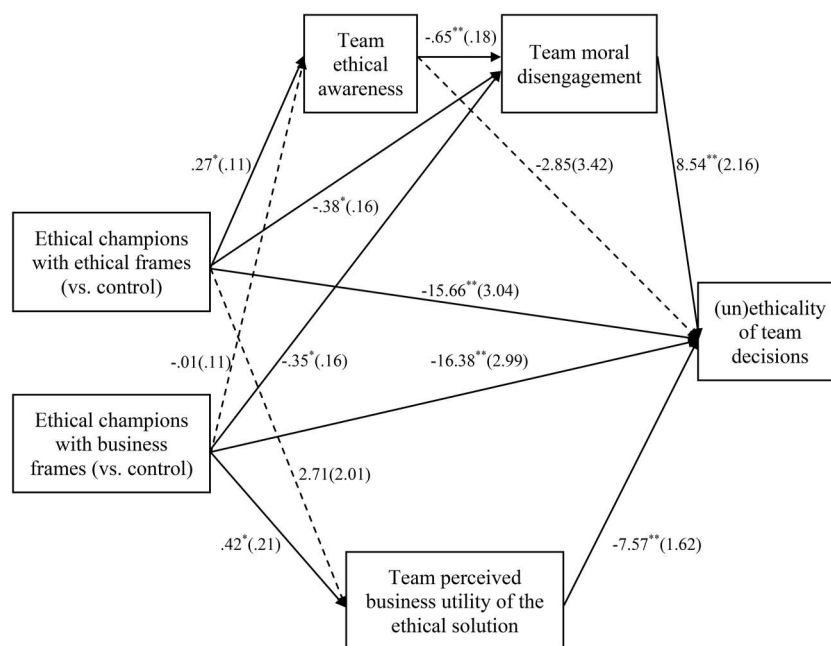 Team
ethical
awareness
-.65**(.18)
Team moral
disengagement
.27*(.11)
-.38*(.16)
-2.85(3.42)
8.54**(2.16)
Ethical champions
with ethical frames
(vs. control)
-15.66**(3.04)
(un)ethicality
of team
decisions
-.01(.11)
-.35*(.16)
-16.38**(2.99)
Ethical champions
with business
frames (vs. control)
2.71(2.01)
.42*(.21)
-7.57**(1.62)
Team perceived
business utility of the
ethical solution